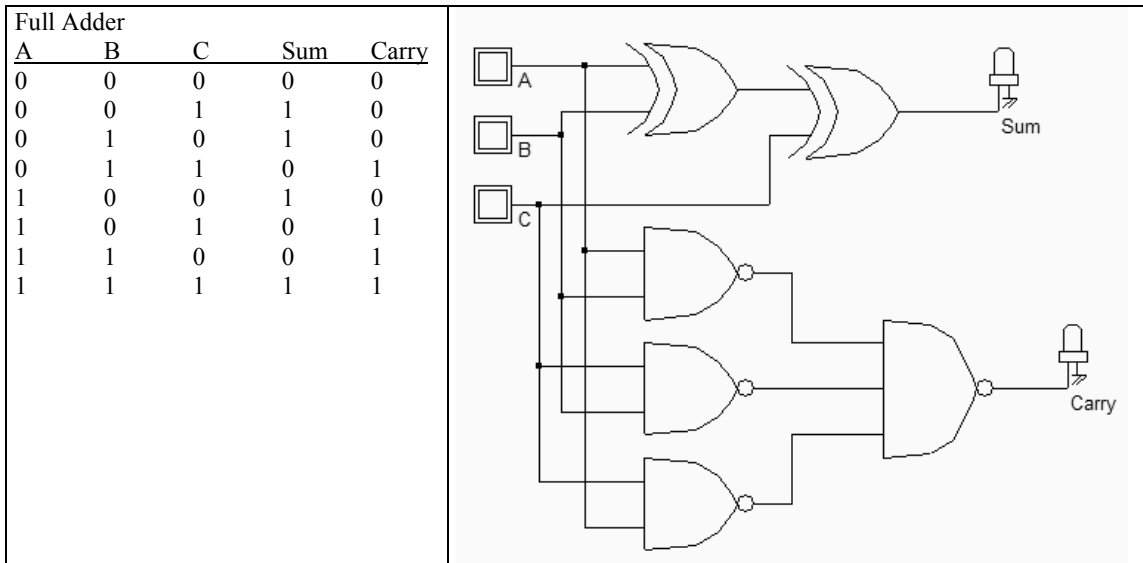 Full Adder
A B C Sum Carry
0 0 0 0 0
0 0 1 1 0
0 1 0 1 0
0 1 1 0 1
1 0 0 1 0
1 0 1 0 1
1 1 0 0 1
1 1 1 1 1
A
B
C
Sum
Carry